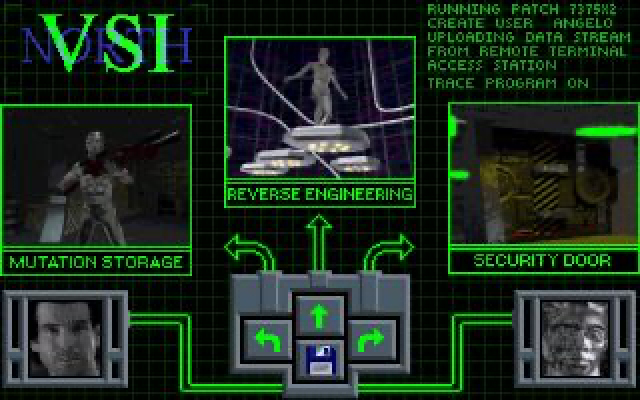 NORTH
VSI
RUNNING PATCH 7375X2
CREATE USER ANGELO
UPLOADING DATA STREAM
FROM REMOTE TERMINAL
ACCESS STATION
TRACE PROGRAM ON
REVERSE ENGINEERING
MUTATION STORAGE
SECURITY DOOR